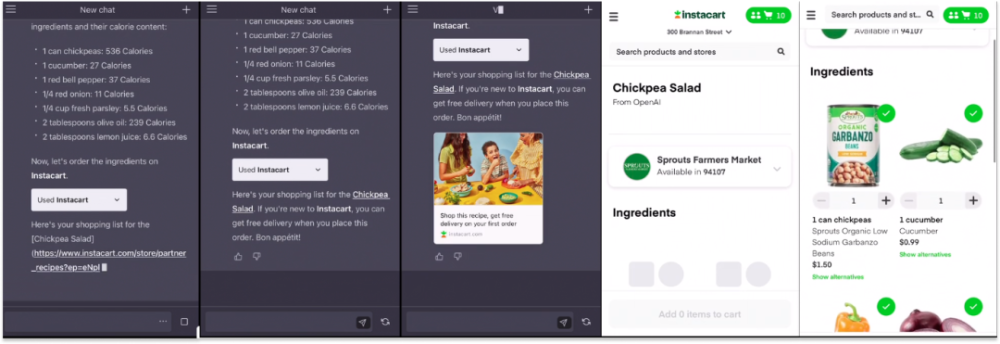 New chat
ingredients and their calorie content:
1 can chickpeas: 536 Calories
1 cucumber: 27 Calories
1 red bell pepper: 37 Calories
1/4 red onion: 11 Calories
1/4 cup fresh parsley: 5.5 Calories
2 tablespoons olive oil: 239 Calories
2 tablespoons lemon juice: 6.6 Calories
Now, let's order the ingredients on
Instacart.
Used Instacart
Here's your shopping list for the
[Chickpea Salad]
(https://www.instacart.com/store/partner
_recipes?ep=eNpl
New chat
1 can chickpeas: 536 Calories
1 cucumber: 27 Calories
1 red bell pepper: 37 Calories
1/4 red onion: 11 Calories
1/4 cup fresh parsley: 5.5 Calories
2 tablespoons olive oil: 239 Calories
2 tablespoons lemon juice: 6.6 Calories
Now, let's order the ingredients on
Instacart.
Used Instacart
Here's your shopping list for the Chickpea
Salad. If you're new to Instacart, you can
get free delivery when you place this
order. Bon appétit!
V
Used Instacart
Here's your shopping list for the Chickpea
Salad. If you're new to Instacart, you can
get free delivery when you place this
order. Bon appétit!
Shop this recipe, get free
delivery on your first order
instacart.com
instacart
10
300 Brannan Street
Search products and stores
Chickpea Salad
From OpenAI
SPROUTS
Sprouts Farmers Market
Available in 94107
Ingredients
Add 0 items to cart
Search products and st...
10
Available in 94107
Ingredients
ORGANIC
GARBANZO
BEANS
1
1
1 can chickpeas
Sprouts Organic Low
Sodium Garbanzo
Beans
$1.50
Show alternatives
1 cucumber
Cucumber
$0.99
Show alternatives